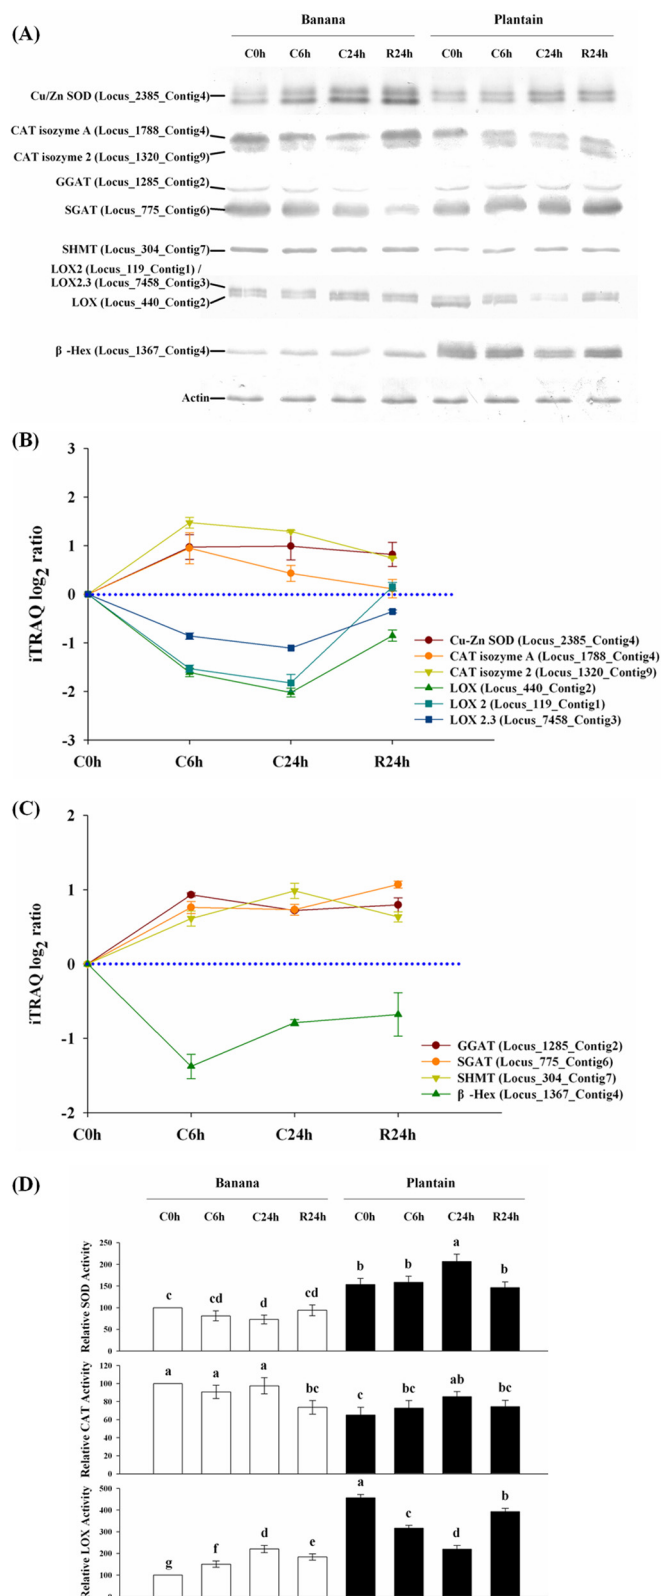 (A)
Banana Plantain
C0h C6h C24h R24h C0h C6h C24h R24h
Cu/Zn SOD (Locus_2385_Contig4)
CAT isozyme A (Locus_1788_Contig4)
CAT isozyme 2 (Locus_1320_Contig9)
GGAT (Locus_1285_Contig2)
SGAT (Locus_775_Contig6)
SHMT (Locus_304_Contig7)
LOX2 (Locus_119_Contig1) /
LOX2.3 (Locus_7458_Contig3)
LOX (Locus_440_Contig2)
β -Hex (Locus_1367_Contig4)
Actin
(B)
iTRAQ log2 ratio
3
2
1
0
-1
-2
-3
C0h C6h C24h R24h
Cu-Zn SOD (Locus_2385_Contig4)
CAT isozyme A (Locus_1788_Contig4)
CAT isozyme 2 (Locus_1320_Contig9)
LOX (Locus_440_Contig2)
LOX 2 (Locus_119_Contig1)
LOX 2.3 (Locus_7458_Contig3)
(C)
iTRAQ log2 ratio
2
1
0
-1
-2
C0h C6h C24h R24h
GGAT (Locus_1285_Contig2)
SGAT (Locus_775_Contig6)
SHMT (Locus_304_Contig7)
β -Hex (Locus_1367_Contig4)
(D)
Banana Plantain
C0h C6h C24h R24h C0h C6h C24h R24h
Relative SOD Activity
250
200
150
100
50
0
c cd d cd b b a b
Relative CAT Activity
120
100
80
60
40
20
0
a a a bc c bc ab bc
Relative LOX Activity
500
400
300
200
100
g f d e a c d b